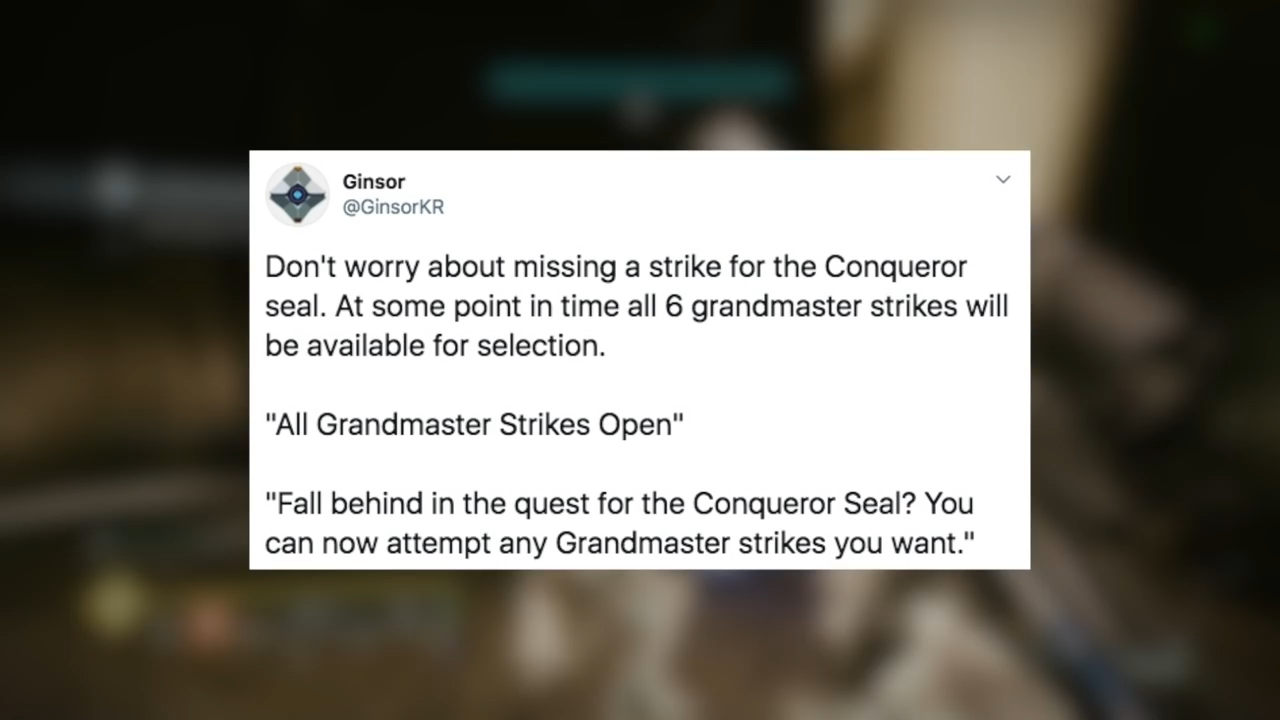 Ginsor
@GinsorKR
Don't worry about missing a strike for the Conqueror
seal. At some point in time all 6 grandmaster strikes will
be available for selection.
"All Grandmaster Strikes Open"
"Fall behind in the quest for the Conqueror Seal? You
can now attempt any Grandmaster strikes you want."